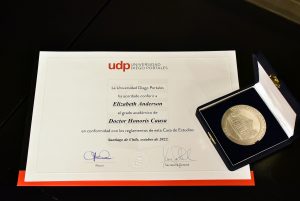 udp UNIVERSIDAD
DIEGO PORTALES
La Universidad Diego Portales
ha acordado conferir a
Elizabeth Anderson
el grado académico de
Doctor Honoris Causa
en conformidad con los reglamentos de esta Casa de Estudios
Santiago de Chile, octubre de 2022
Rector